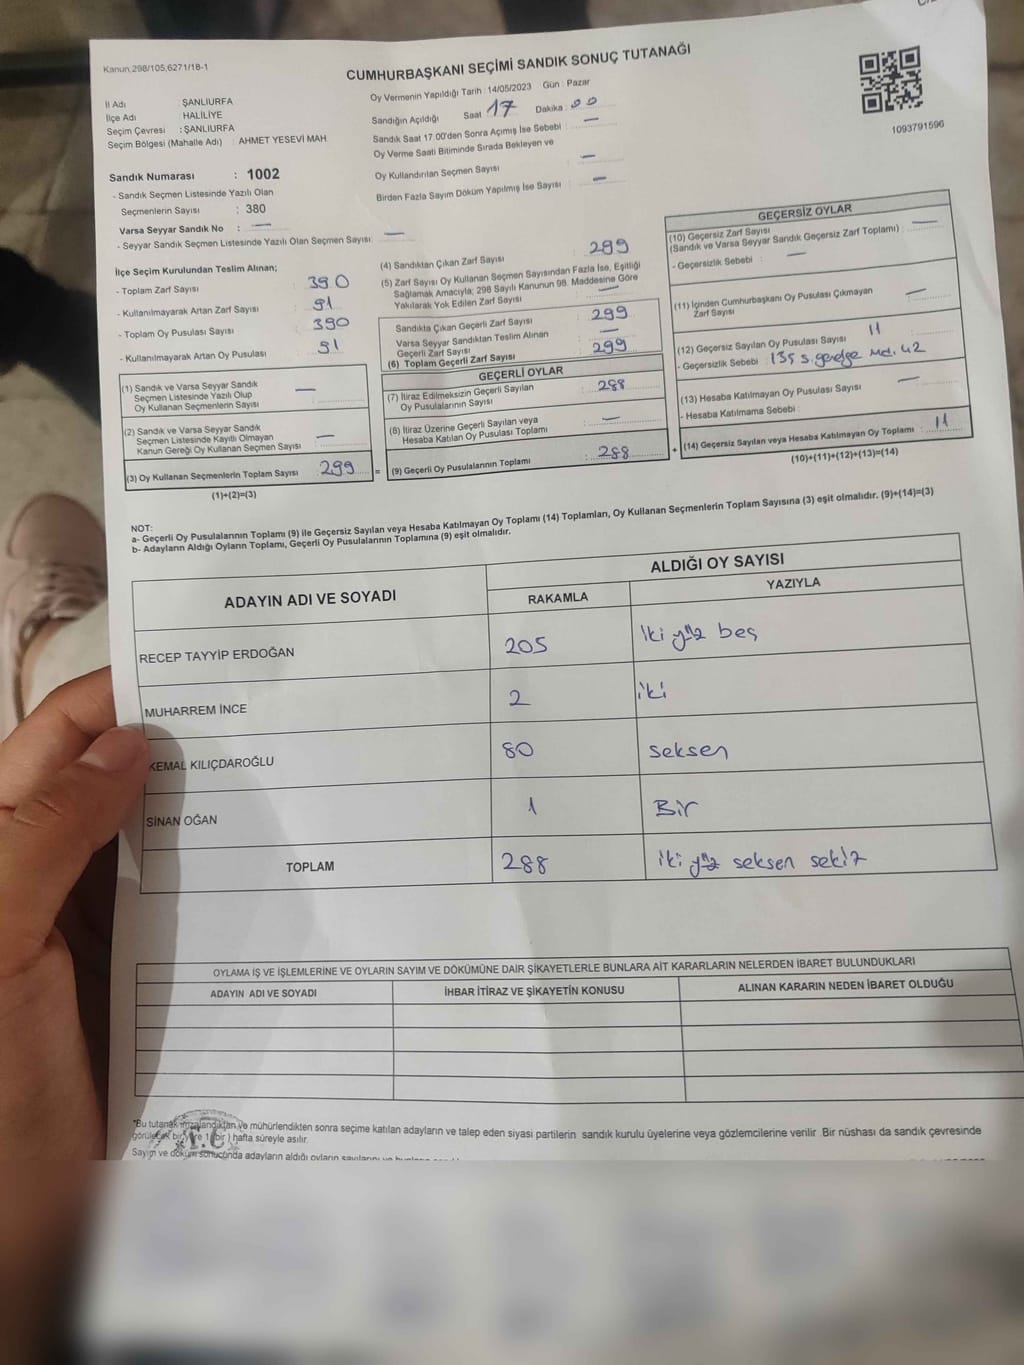 Kanun,298/105,6271/18-1
CUMHURBAŞKANI SEÇİMİ SANDIK SONUÇ TUTANAĞI
1093791596
İl Adı ŞANLIURFA
İlçe Adı HALİLİYE
Seçim Çevresi : ŞANLIURFA
Seçim Bölgesi (Mahalle Adı) : AHMET YESEVİ MAH
Sandık Numarası : 1002
- Sandık Seçmen Listesinde Yazılı Olan
Seçmenlerin Sayısı : 380
Varsa Seyyar Sandık No : —
- Seyyar Sandık Seçmen Listesinde Yazılı Olan Seçmen Sayısı: —
Oy Vermenin Yapıldığı Tarih : 14/05/2023 Gün : Pazar
Sandığın Açıldığı Saat 17 Dakika : 00
Sandık Saat 17.00'den Sonra Açımış İse Sebebi : —
Oy Verme Saati Bitiminde Sırada Bekleyen ve
Oy Kullandırılan Seçmen Sayısı : —
Birden Fazla Sayım Döküm Yapılmış İse Sayısı : —
İlçe Seçim Kurulundan Teslim Alınan;
- Toplam Zarf Sayısı : 390
- Kullanılmayarak Artan Zarf Sayısı : 91
- Toplam Oy Pusulası Sayısı : 390
- Kullanılmayarak Artan Oy Pusulası : 91
(1) Sandık ve Varsa Seyyar Sandık
Seçmen Listesinde Yazılı Olup
Oy Kullanan Seçmenlerin Sayısı : —
(2) Sandık ve Varsa Seyyar Sandık
Seçmen Listesinde Kayıtlı Olmayan
Kanun Gereği Oy Kullanan Seçmen Sayısı : —
(3) Oy Kullanan Seçmenlerin Toplam Sayısı : 299 =
(1)+(2)=(3)
(4) Sandıktan Çıkan Zarf Sayısı : 299
(5) Zarf Sayısı Oy Kullanan Seçmen Sayısından Fazla İse, Eşitliği
Sağlamak Amacıyla; 298 Sayılı Kanunun 98. Maddesine Göre
Yakılarak Yok Edilen Zarf Sayısı : —
Sandıkta Çıkan Geçerli Zarf Sayısı : 299
Varsa Seyyar Sandıktan Teslim Alınan
Geçerli Zarf Sayısı : —
(6) Toplam Geçerli Zarf Sayısı : 299
GEÇERLİ OYLAR
(7) İtiraz Edilmeksizin Geçerli Sayılan
Oy Pusulalarının Sayısı : 288
(8) İtiraz Üzerine Geçerli Sayılan veya
Hesaba Katılan Oy Pusulası Toplamı : —
(9) Geçerli Oy Pusulalarının Toplamı : 288 +
GEÇERSİZ OYLAR
(10) Geçersiz Zarf Sayısı
(Sandık ve Varsa Seyyar Sandık Geçersiz Zarf Toplamı) : —
- Geçersizlik Sebebi : —
(11) İçinden Cumhurbaşkanı Oy Pusulası Çıkmayan
Zarf Sayısı : —
(12) Geçersiz Sayılan Oy Pusulası Sayısı : 11
- Geçersizlik Sebebi : 135 s. genelge Md. 42
(13) Hesaba Katılmayan Oy Pusulası Sayısı : —
- Hesaba Katılmama Sebebi :
(14) Geçersiz Sayılan veya Hesaba Katılmayan Oy Toplamı : 11
(10)+(11)+(12)+(13)=(14)
NOT:
a- Geçerli Oy Pusulalarının Toplamı (9) ile Geçersiz Sayılan veya Hesaba Katılmayan Oy Toplamı (14) Toplamları, Oy Kullanan Seçmenlerin Toplam Sayısına (3) eşit olmalıdır. (9)+(14)=(3)
b- Adayların Aldığı Oyların Toplamı, Geçerli Oy Pusulalarının Toplamına (9) eşit olmalıdır.
ADAYIN ADI VE SOYADI ALDIĞI OY SAYISI
RAKAMLA YAZIYLA
RECEP TAYYİP ERDOĞAN 205 İki yüz beş
MUHARREM İNCE 2 iki
KEMAL KILIÇDAROĞLU 80 seksen
SİNAN OĞAN 1 Bir
TOPLAM 288 iki yüz seksen sekiz
OYLAMA İŞ VE İŞLEMLERİNE VE OYLARIN SAYIM VE DÖKÜMÜNE DAİR ŞİKAYETLERLE BUNLARA AİT KARARLARIN NELERDEN İBARET BULUNDUKLARI
ADAYIN ADI VE SOYADI İHBAR İTİRAZ VE ŞİKAYETİN KONUSU ALINAN KARARIN NEDEN İBARET OLDUĞU
*Bu tutanak imzalandıktan ve mühürlendikten sonra seçime katılan adayların ve talep eden siyasi partilerin sandık kurulu üyelerine veya gözlemcilerine verilir. Bir nüshası da sandık çevresinde
görülecek bir yere 1 (bir) hafta süreyle asılır.
T.C
Sayım ve döküm sonucunda adayların aldığı oyların sayılarını